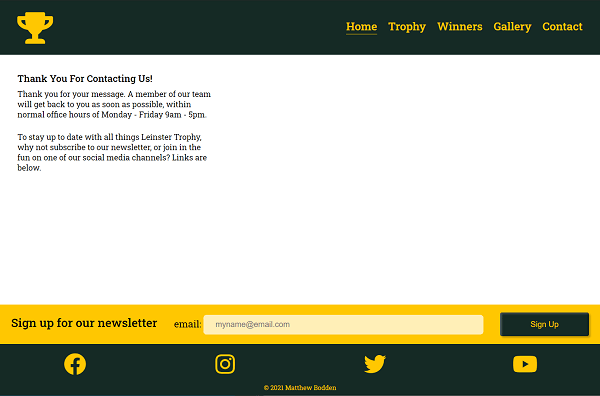 Home Trophy Winners Gallery Contact
Thank You For Contacting Us!
Thank you for your message. A member of our team
will get back to you as soon as possible, within
normal office hours of Monday - Friday 9am - 5pm.
To stay up to date with all things Leinster Trophy,
why not subscribe to our newsletter, or join in the
fun on one of our social media channels? Links are
below.
Sign up for our newsletter email: myname@email.com Sign Up
© 2021 Matthew Bodden